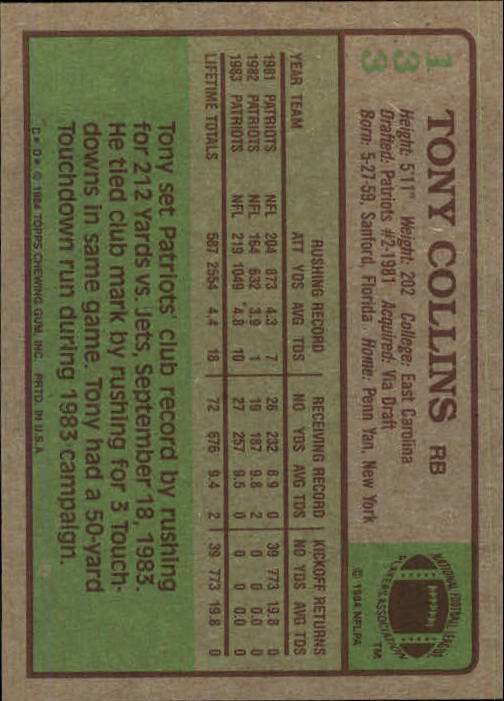 133
TONY COLLINS RB
Height: 5'11" Weight: 202 College: East Carolina
Drafted: Patriots #2-1981 Acquired: Via Draft
Born: 5-27-59, Sanford, Florida Home: Penn Yan, New York
NATIONAL FOOTBALL LEAGUE
PLAYERS ASSOCIATION
™
© 1984 NFLPA
RUSHING RECORD RECEIVING RECORD KICKOFF RETURNS
YEAR TEAM ATT YDS AVG TDS NO YDS AVG TDS NO YDS AVG TDS
1981 PATRIOTS NFL 204 873 4.3 7 26 232 8.9 0 39 773 19.8 0
1982 PATRIOTS NFL 164 632 3.9 1 19 187 9.8 2 0 0 0.0 0
1983 PATRIOTS NFL 219 1049 4.8 10 27 257 9.5 0 0 0 0.0 0
LIFETIME TOTALS 587 2554 4.4 18 72 676 9.4 2 39 773 19.8 0
Tony set Patriots' club record by rushing
for 212 Yards vs. Jets, September 18, 1983.
He tied club mark by rushing for 3 Touch-
downs in same game. Tony had a 50-yard
Touchdown run during 1983 campaign.
C * D * © 1984 TOPPS CHEWING GUM, INC. PRTD. IN U.S.A.